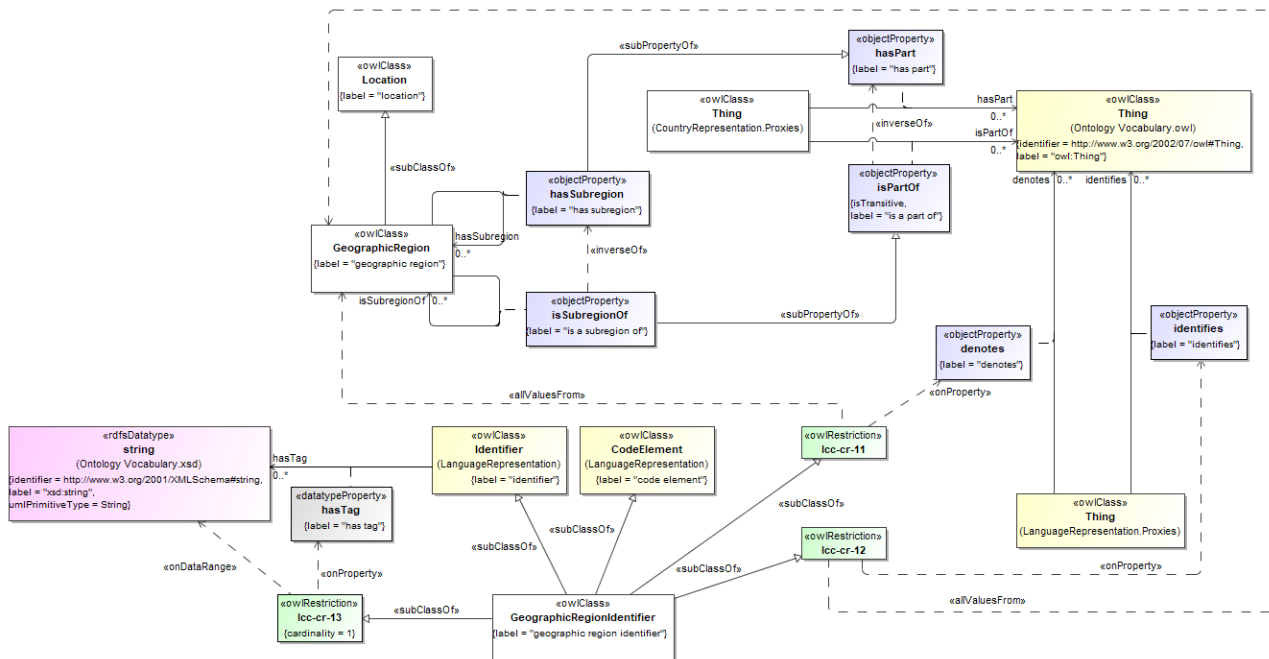 «objectProperty»
hasPart
{label = "has part"}
«subPropertyOf»
«owlClass»
Location
{label = "location"}
«owlClass»
Thing
(CountryRepresentation.Proxies)
hasPart
0..*
«inverseOf»
isPartOf
0..*
«owlClass»
Thing
(Ontology Vocabulary.owl)
{identifier = http://www.w3.org/2002/07/owl#Thing,
label = "owl:Thing"}
denotes 0..*
identifies 0..*
«subClassOf»
«objectProperty»
hasSubregion
{label = "has subregion"}
«objectProperty»
isPartOf
{isTransitive,
label = "is a part of"}
«owlClass»
GeographicRegion
{label = "geographic region"}
hasSubregion
0..*
«inverseOf»
isSubregionOf 0..*
«objectProperty»
isSubregionOf
{label = "is a subregion of"}
«subPropertyOf»
«objectProperty»
denotes
{label = "denotes"}
«objectProperty»
identifies
{label = "identifies"}
«allValuesFrom»
«onProperty»
«rdfsDatatype»
string
(Ontology Vocabulary.xsd)
{identifier = http://www.w3.org/2001/XMLSchema#string,
label = "xsd:string",
umlPrimitiveType = String}
hasTag
0..*
«owlClass»
Identifier
(LanguageRepresentation)
{label = "identifier"}
«owlClass»
CodeElement
(LanguageRepresentation)
{label = "code element"}
«owlRestriction»
lcc-cr-11
«datatypeProperty»
hasTag
{label = "has tag"}
«subClassOf»
«owlClass»
Thing
(LanguageRepresentation.Proxies)
«subClassOf»
«subClassOf»
«owlRestriction»
lcc-cr-12
«onDataRange»
«onProperty»
«subClassOf»
«onProperty»
«owlRestriction»
lcc-cr-13
{cardinality = 1}
«subClassOf»
«owlClass»
GeographicRegionIdentifier
{label = "geographic region identifier"}
«allValuesFrom»